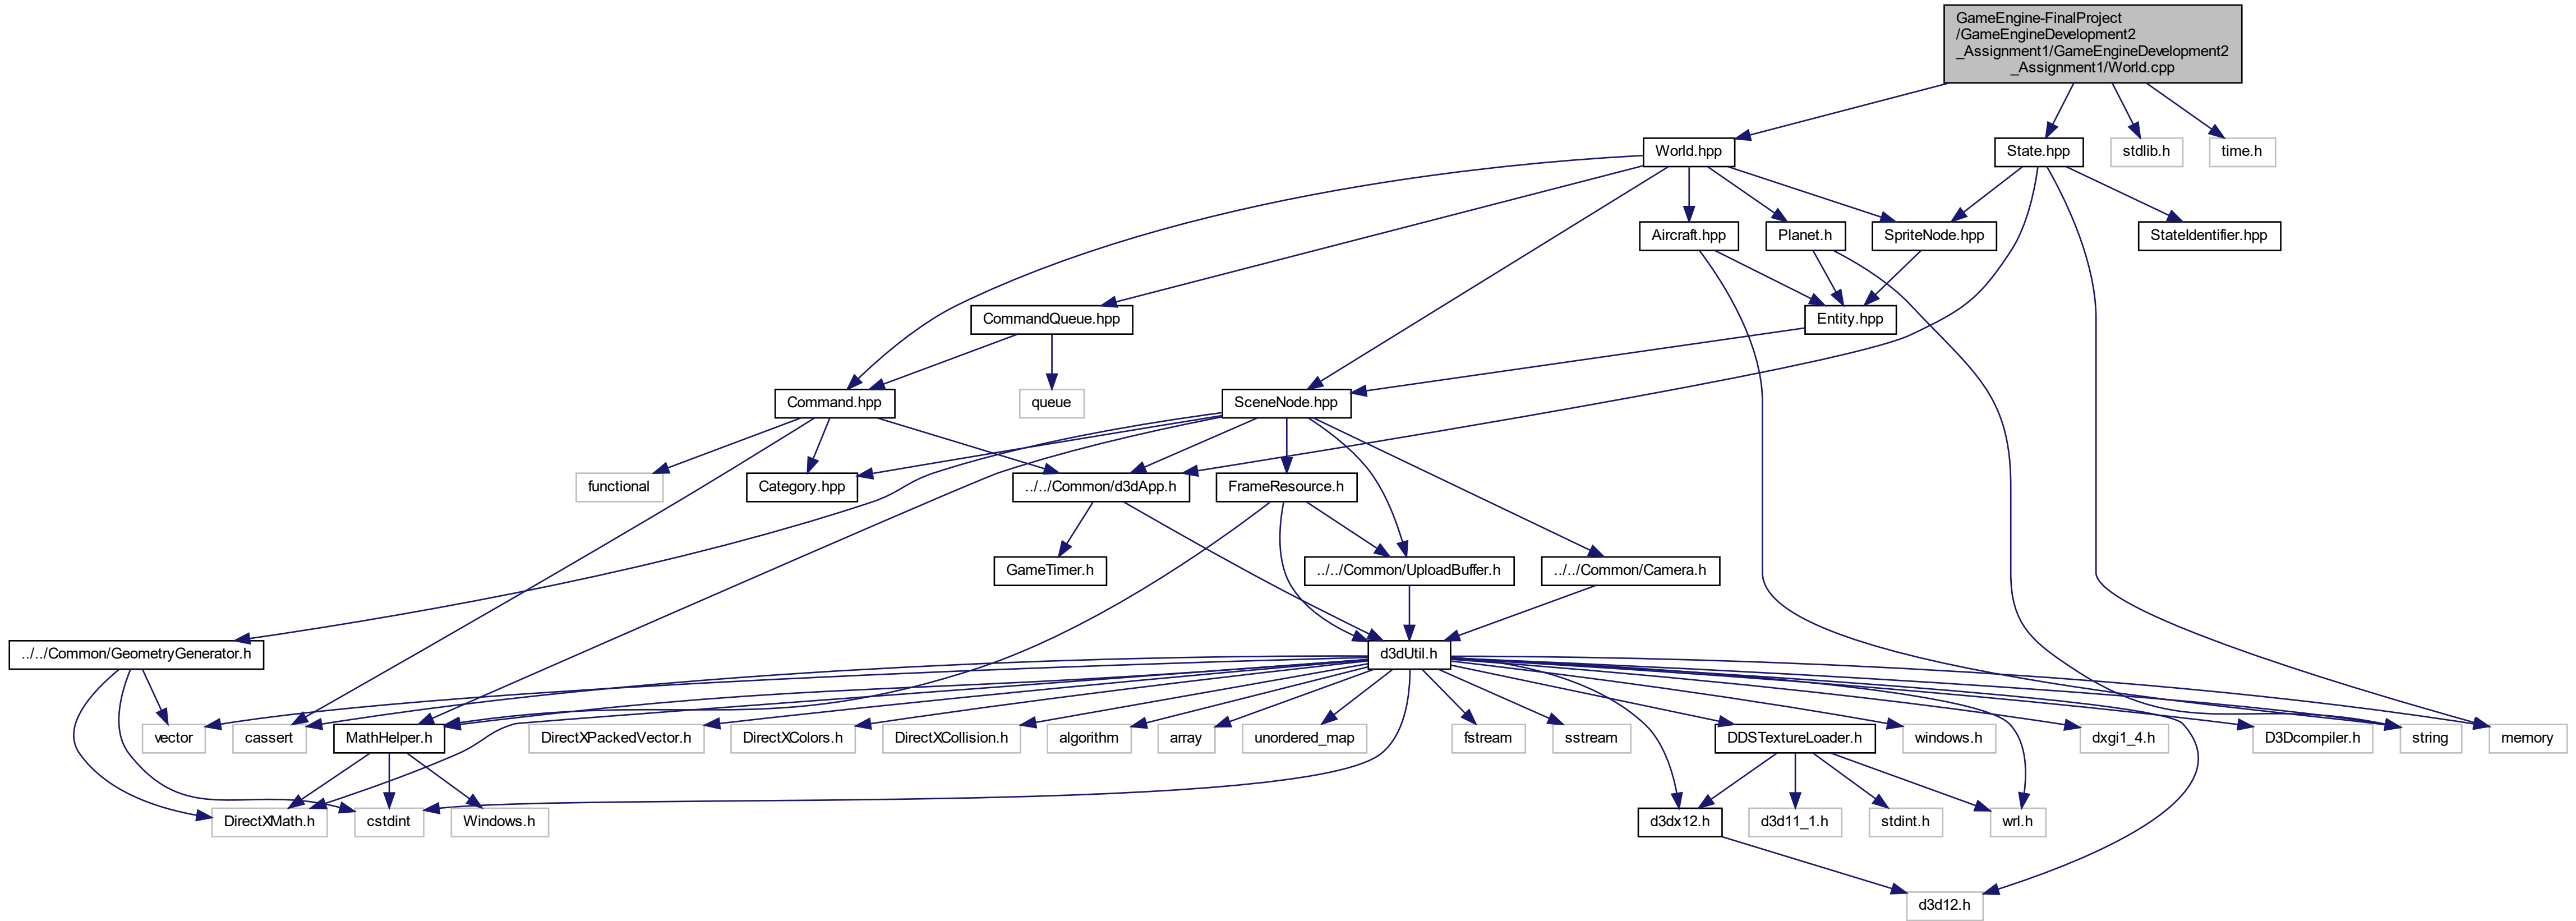 GameEngine-FinalProject
/GameEngineDevelopment2
_Assignment1/GameEngineDevelopment2
_Assignment1/World.cpp
World.hpp
State.hpp
stdlib.h
time.h
Aircraft.hpp
Planet.h
SpriteNode.hpp
StateIdentifier.hpp
CommandQueue.hpp
Entity.hpp
Command.hpp
queue
SceneNode.hpp
functional
Category.hpp
../../Common/d3dApp.h
FrameResource.h
GameTimer.h
../../Common/UploadBuffer.h
../../Common/Camera.h
../../Common/GeometryGenerator.h
d3dUtil.h
vector
cassert
MathHelper.h
DirectXPackedVector.h
DirectXColors.h
DirectXCollision.h
algorithm
array
unordered_map
fstream
sstream
DDSTextureLoader.h
windows.h
dxgi1_4.h
D3Dcompiler.h
string
memory
DirectXMath.h
cstdint
Windows.h
d3dx12.h
d3d11_1.h
stdint.h
wrl.h
d3d12.h